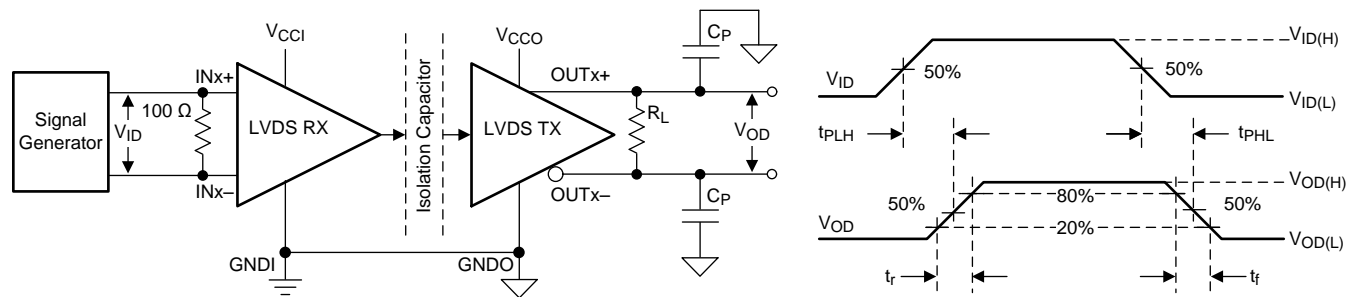 Signal
Generator
V_ID
100 Ω
INx+
INx–
V_CCI
LVDS RX
GNDI
Isolation Capacitor
V_CCO
LVDS TX
GNDO
OUTx+
OUTx–
C_P
R_L
V_OD
C_P
V_ID
50%
50%
V_ID(H)
V_ID(L)
t_PLH
t_PHL
V_OD
50%
80%
20%
50%
V_OD(H)
V_OD(L)
t_r
t_f